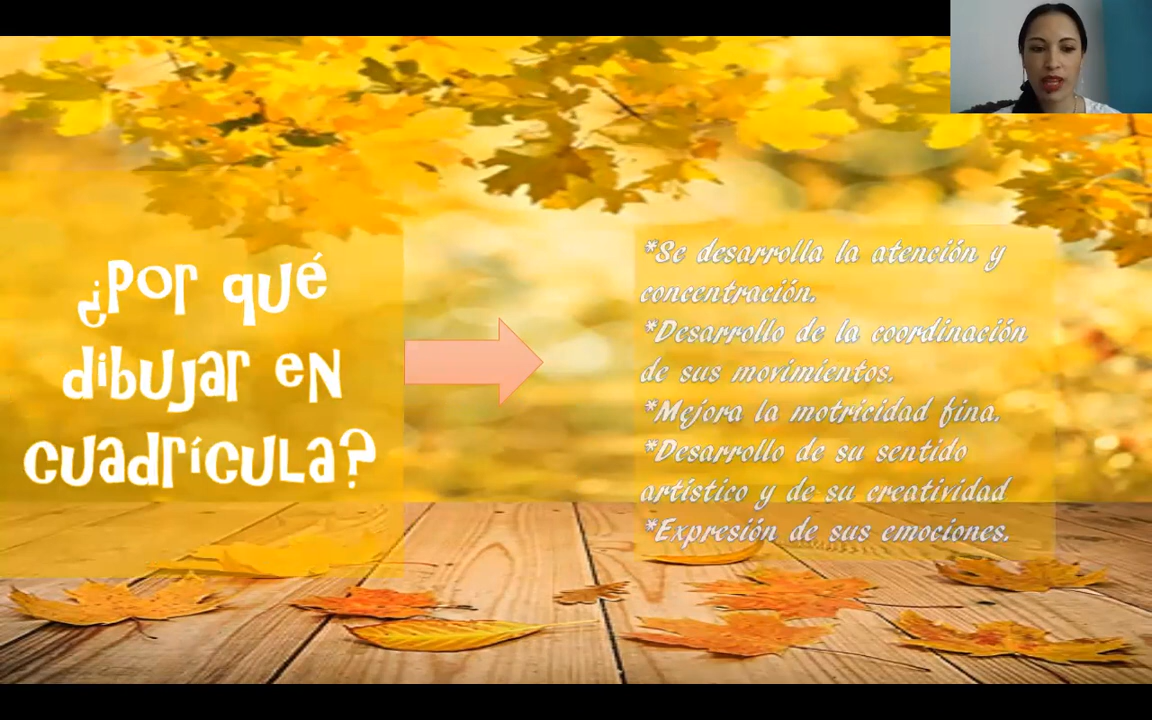 ¿Por qué
dibujar en
cuadrícula?
*Se desarrolla la atención y
concentración.
*Desarrollo de la coordinación
de sus movimientos.
*Mejora la motricidad fina.
*Desarrollo de su sentido
artístico y de su creatividad
*Expresión de sus emociones.